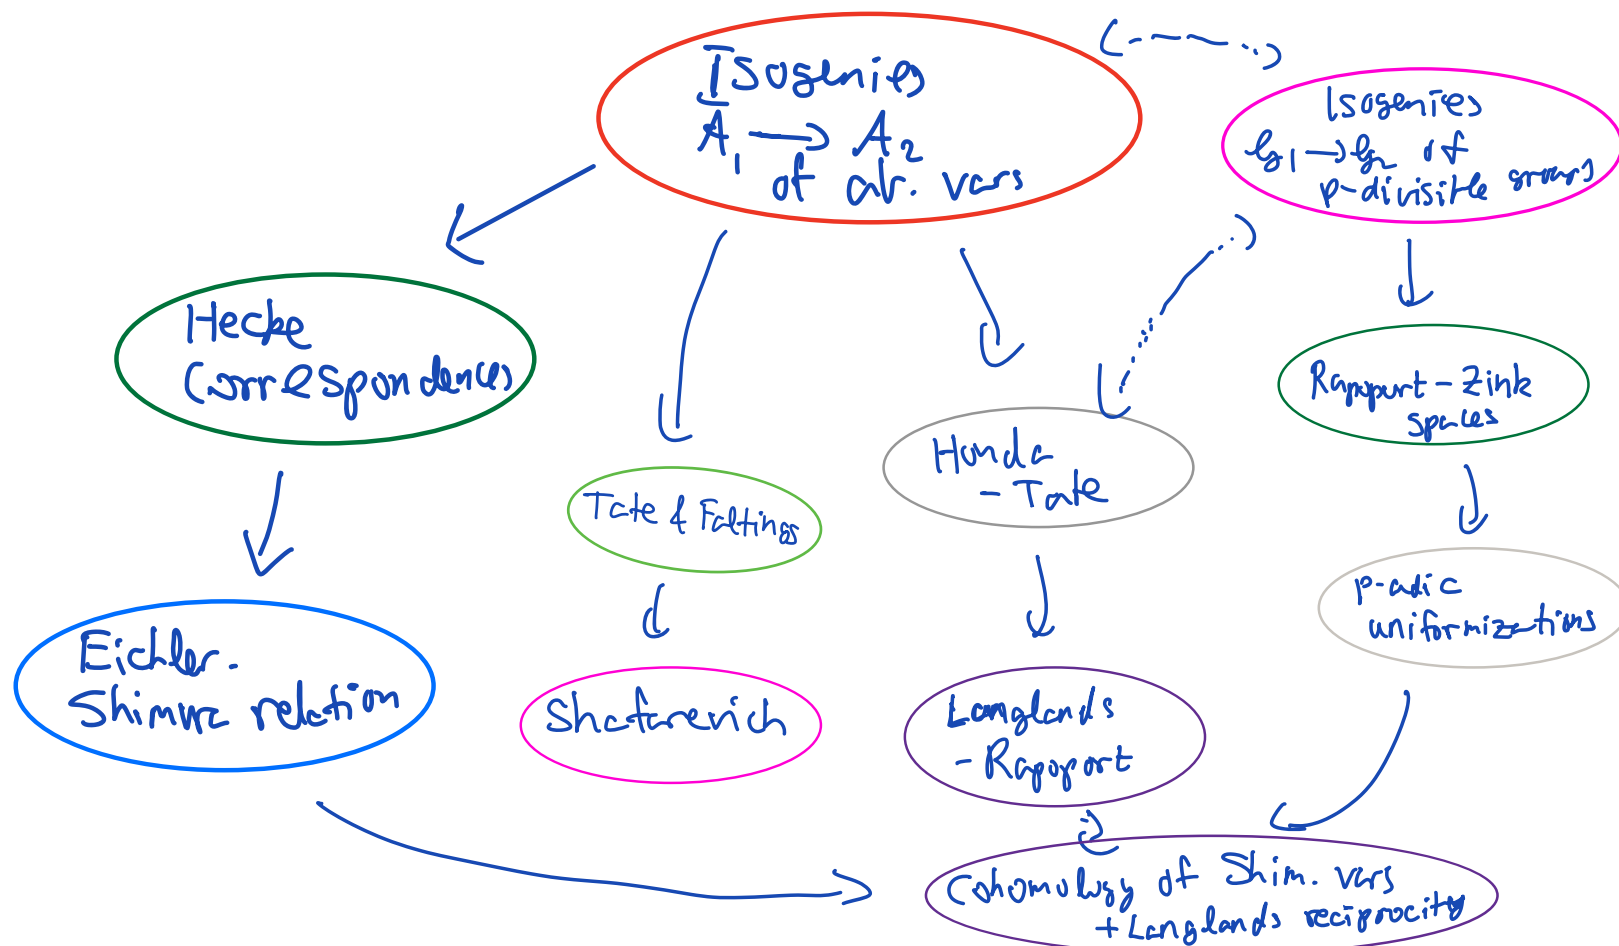 Isogenies
A₁ → A₂
of ab. vars
Isogenies
𝒢₁ → 𝒢₂ of
p-divisible groups
Hecke
Correspondences
Rapoport - Zink
spaces
Honda
- Tate
Tate & Faltings
p-adic
uniformizations
Eichler-
Shimura relation
Shafarevich
Langlands
- Rapoport
Cohomology of Shim. vars
+ Langlands reciprocity